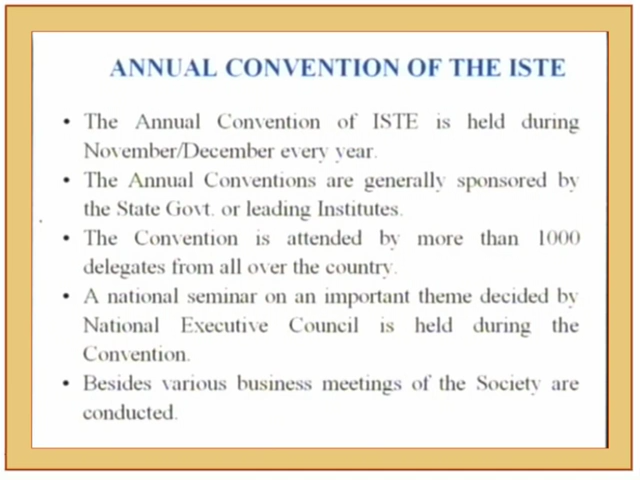 ANNUAL CONVENTION OF THE ISTE
• The Annual Convention of ISTE is held during
November/December every year.
• The Annual Conventions are generally sponsored by
the State Govt. or leading Institutes.
• The Convention is attended by more than 1000
delegates from all over the country.
• A national seminar on an important theme decided by
National Executive Council is held during the
Convention.
• Besides various business meetings of the Society are
conducted.